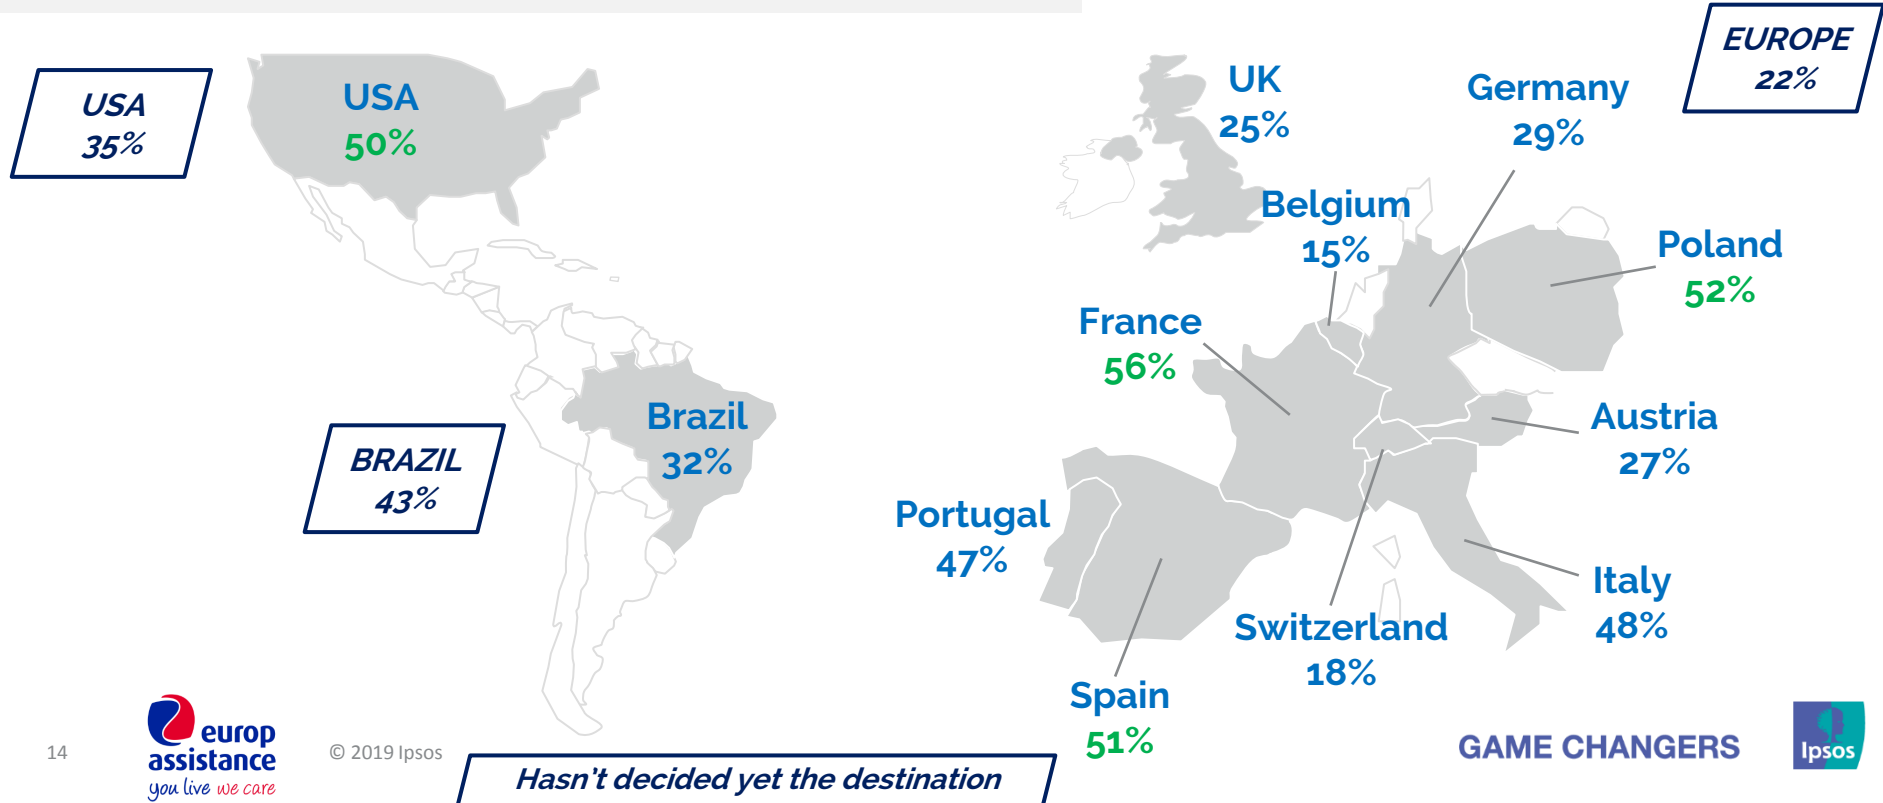 EUROPE
22%
USA
35%
USA
50%
UK
25%
Germany
29%
Belgium
15%
Poland
52%
France
56%
Brazil
32%
Austria
27%
BRAZIL
43%
Portugal
47%
Italy
48%
Switzerland
18%
Spain
51%
14
europ
assistance
you live we care
© 2019 Ipsos
Hasn't decided yet the destination
GAME CHANGERS
Ipsos